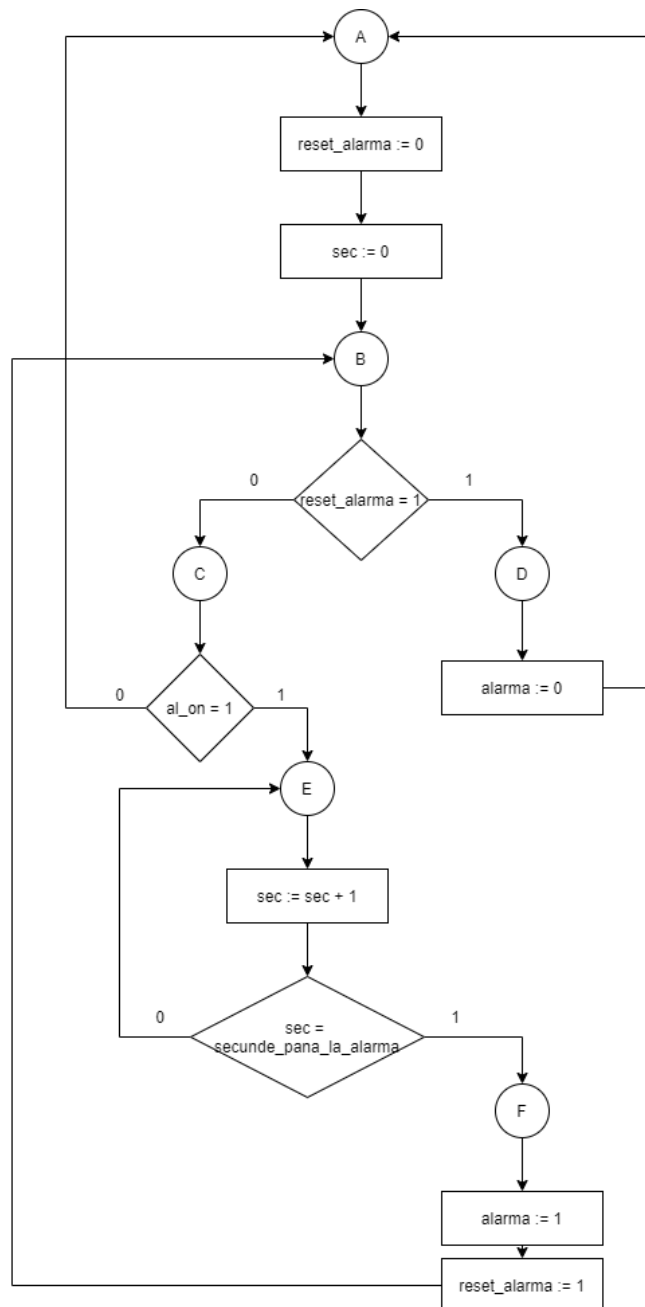 A
reset_alarma := 0
sec := 0
B
0
reset_alarma = 1
1
C
D
0
al_on = 1
1
alarma := 0
E
sec := sec + 1
0
sec =
secunde_pana_la_alarma
1
F
alarma := 1
reset_alarma := 1